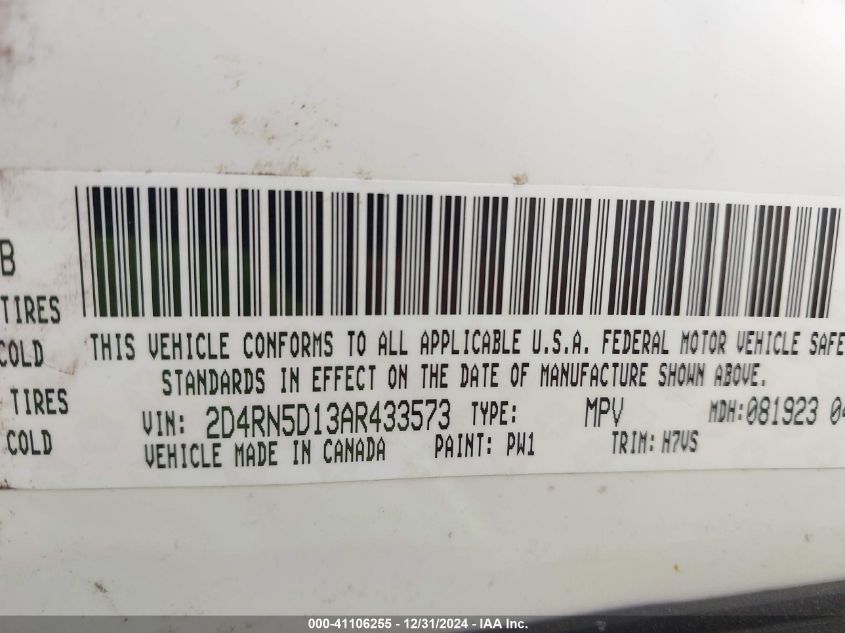 B
TIRES
COLD
TIRES
COLD
THIS VEHICLE CONFORMS TO ALL APPLICABLE U.S.A. FEDERAL MOTOR VEHICLE SAFE
STANDARDS IN EFFECT ON THE DATE OF MANUFACTURE SHOWN ABOVE.
VIN: 2D4RN5D13AR433573 TYPE: MPV MDH: 081923 04
VEHICLE MADE IN CANADA PAINT: PW1 TRIM: H7VS
000-41106255 - 12/31/2024 - IAA Inc.